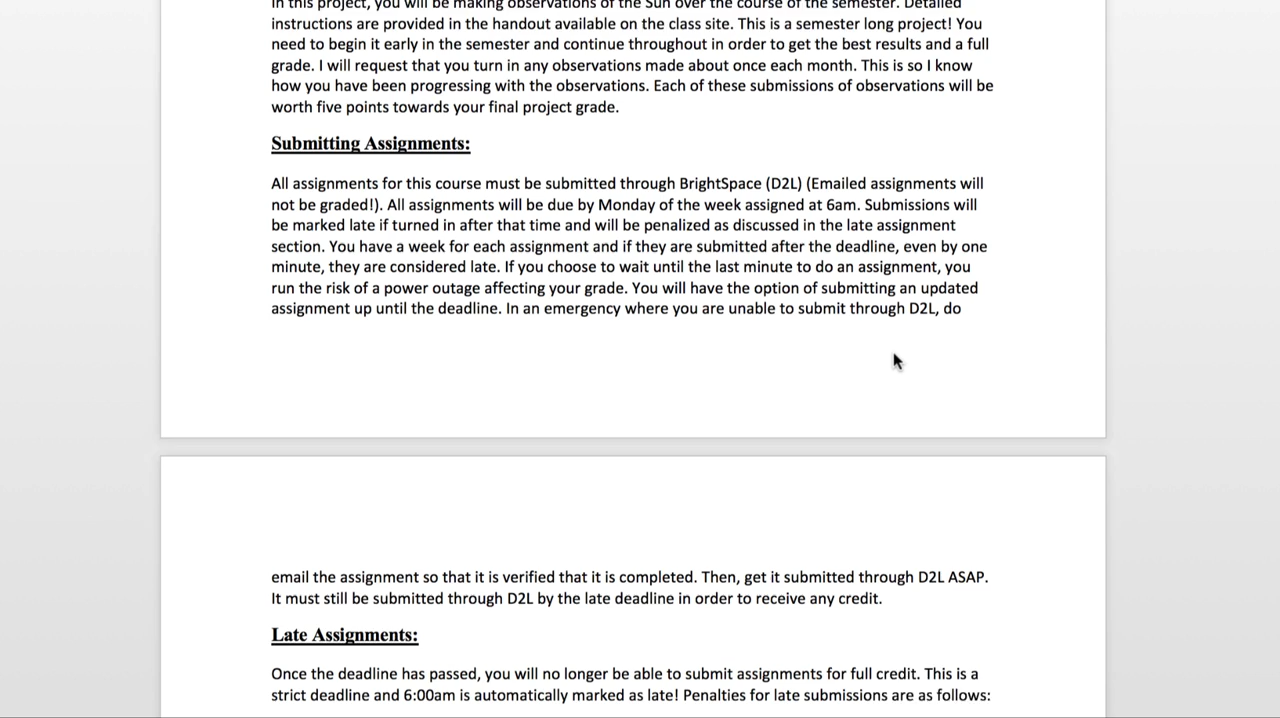 in this project, you will be making observations of the Sun over the course of the semester. Detailed
instructions are provided in the handout available on the class site. This is a semester long project! You
need to begin it early in the semester and continue throughout in order to get the best results and a full
grade. I will request that you turn in any observations made about once each month. This is so I know
how you have been progressing with the observations. Each of these submissions of observations will be
worth five points towards your final project grade.
Submitting Assignments:
All assignments for this course must be submitted through BrightSpace (D2L) (Emailed assignments will
not be graded!). All assignments will be due by Monday of the week assigned at 6am. Submissions will
be marked late if turned in after that time and will be penalized as discussed in the late assignment
section. You have a week for each assignment and if they are submitted after the deadline, even by one
minute, they are considered late. If you choose to wait until the last minute to do an assignment, you
run the risk of a power outage affecting your grade. You will have the option of submitting an updated
assignment up until the deadline. In an emergency where you are unable to submit through D2L, do
email the assignment so that it is verified that it is completed. Then, get it submitted through D2L ASAP.
It must still be submitted through D2L by the late deadline in order to receive any credit.
Late Assignments:
Once the deadline has passed, you will no longer be able to submit assignments for full credit. This is a
strict deadline and 6:00am is automatically marked as late! Penalties for late submissions are as follows: